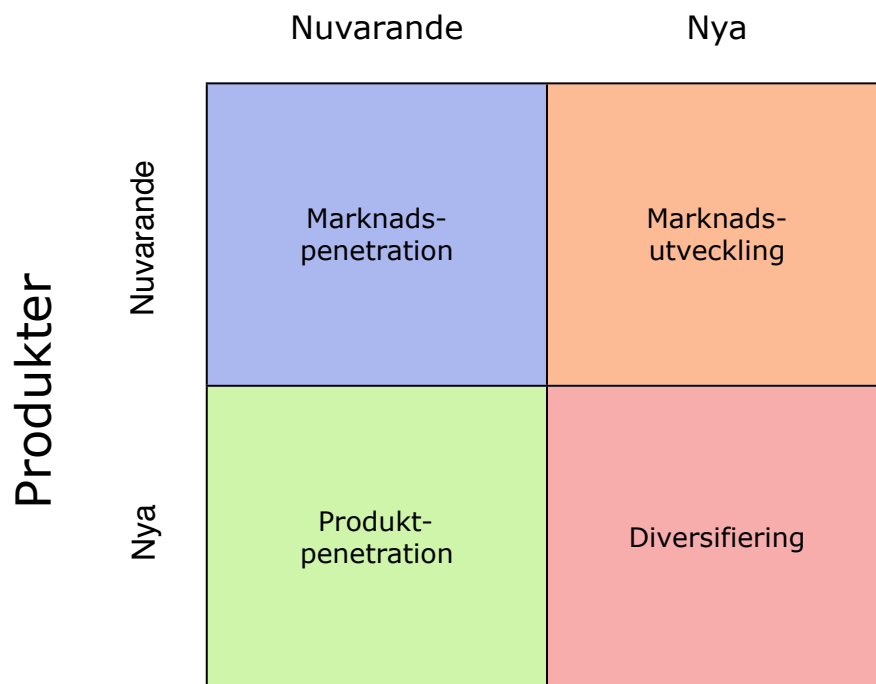 Nuvarande Nya
Produkter
Nuvarande
Marknads-
penetration
Marknads-
utveckling
Nya
Produkt-
penetration
Diversifiering